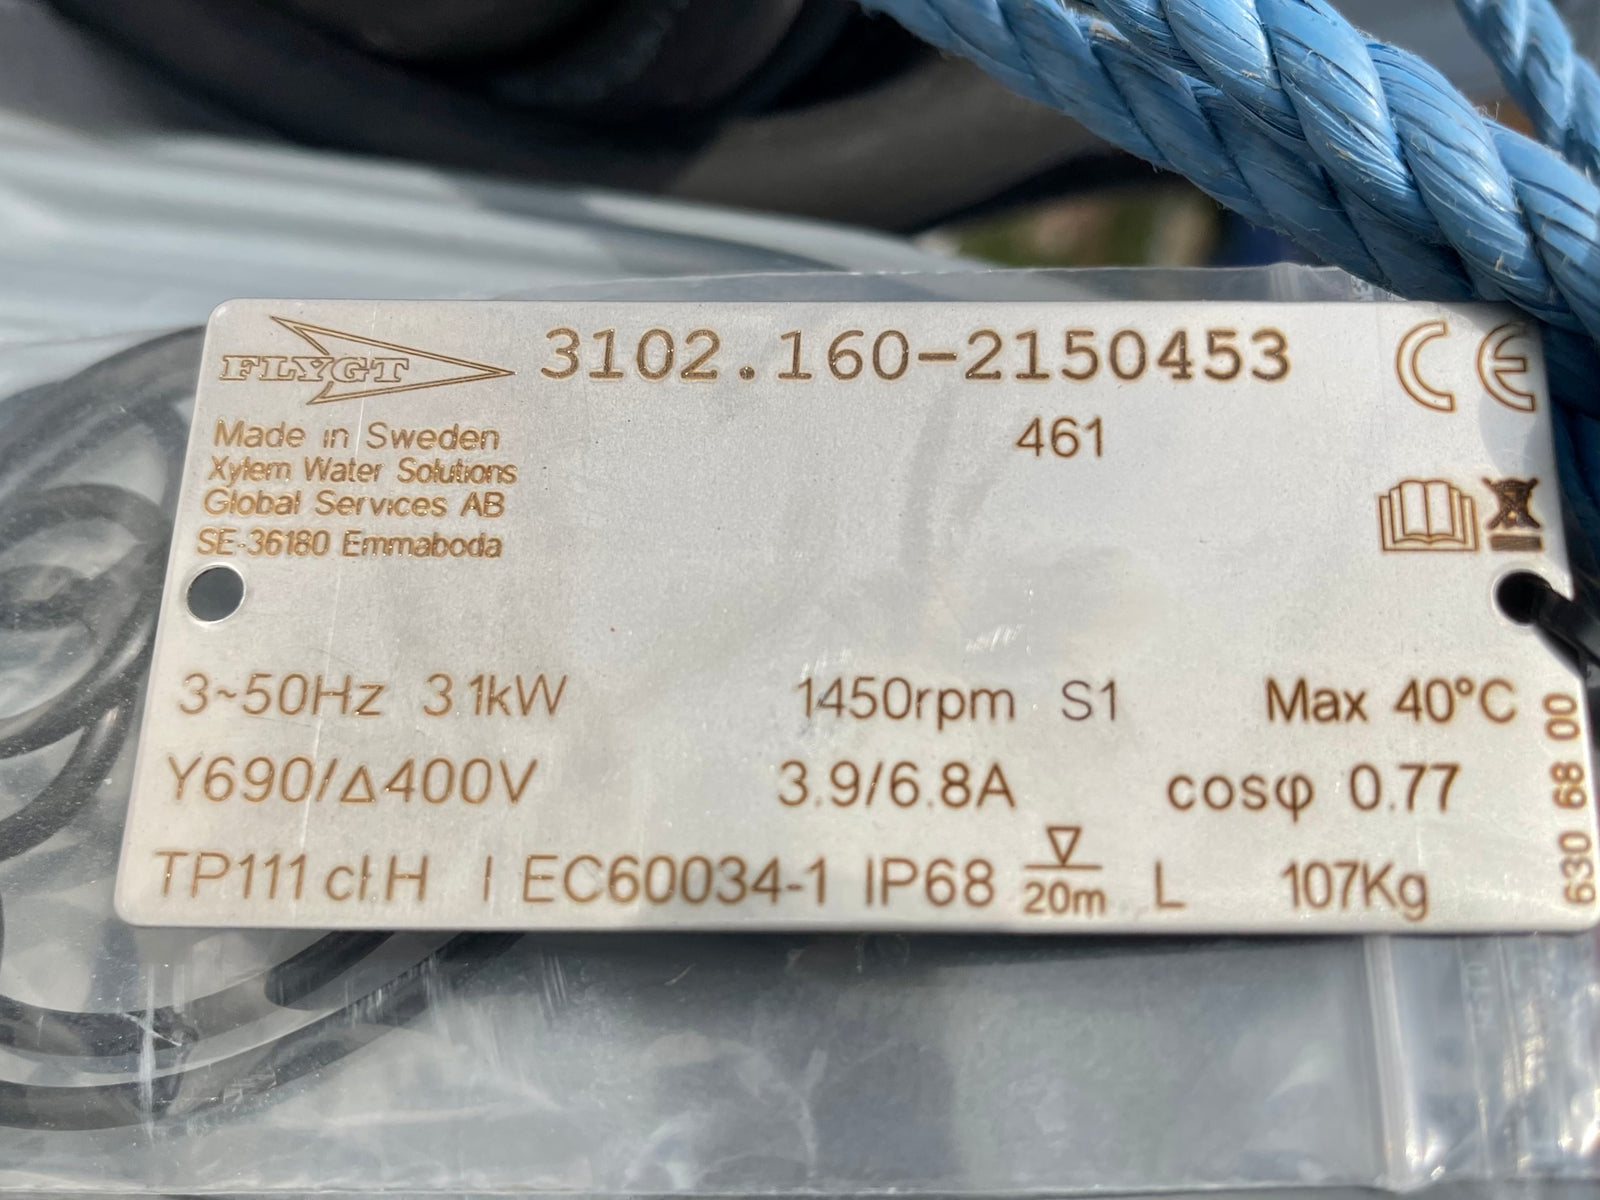 FLYGT 3102.160-2150453 CE
461
Made in Sweden
Xylem Water Solutions
Global Services AB
SE-36180 Emmaboda
3~50Hz 3.1kW 1450rpm S1 Max 40°C
Y690/Δ400V 3.9/6.8A cosφ 0.77
TP111 cl.H IEC60034-1 IP68 ▽ 20m L 107Kg
630 68 00